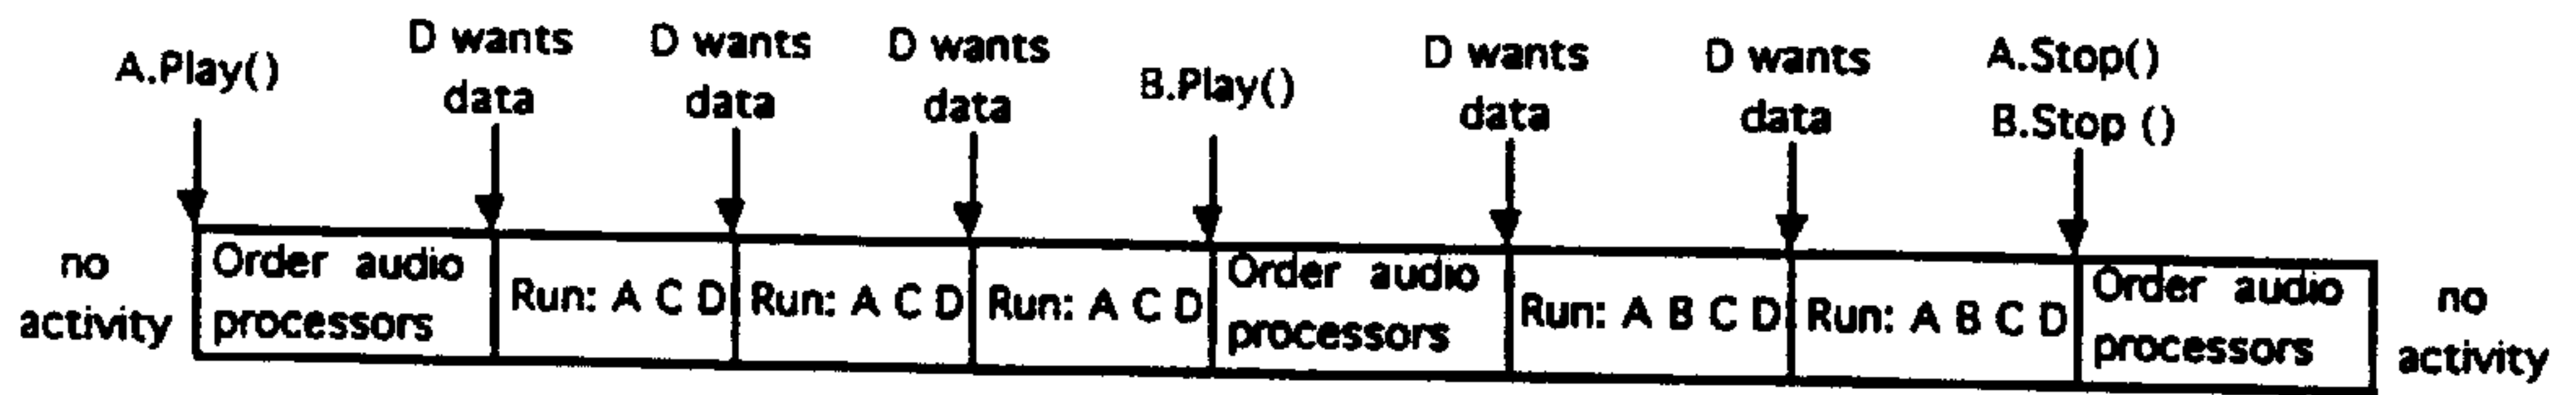 A.Play()
D wants
data
D wants
data
D wants
data
B.Play()
D wants
data
D wants
data
A.Stop()
B.Stop ()
no
activity
Order audio
processors
Run: A C D
Run: A C D
Run: A C D
Order audio
processors
Run: A B C D
Run: A B C D
Order audio
processors
no
activity